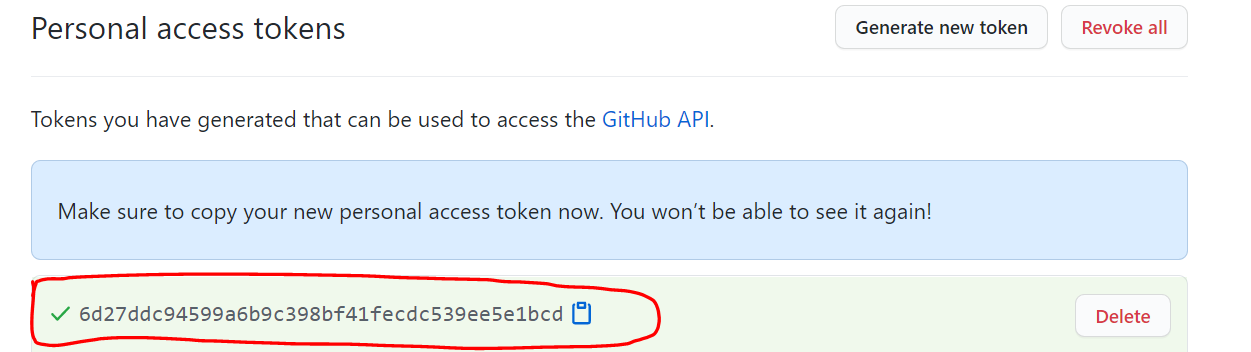 Personal access tokens
Generate new token
Revoke all
Tokens you have generated that can be used to access the GitHub API.
Make sure to copy your new personal access token now. You won’t be able to see it again!
6d27ddc94599a6b9c398bf41fecdc539ee5e1bcd
Delete